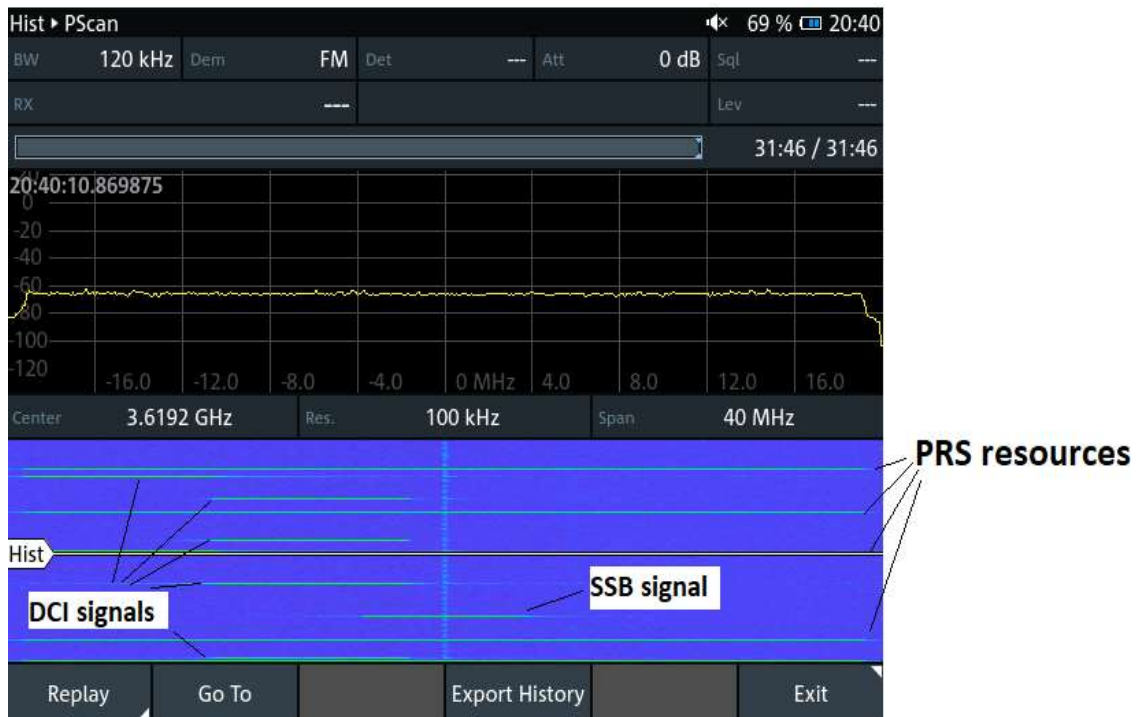 Hist ▸ PScan 69 % 20:40
BW 120 kHz Dem FM Det --- Att 0 dB Sql ---
RX --- Lev ---
31:46 / 31:46
20:40:10.869875
0
-20
-40
-60
-80
-100
-120
-16.0 -12.0 -8.0 -4.0 0 MHz 4.0 8.0 12.0 16.0
Center 3.6192 GHz Res. 100 kHz Span 40 MHz
PRS resources
Hist
SSB signal
DCI signals
Replay Go To Export History Exit